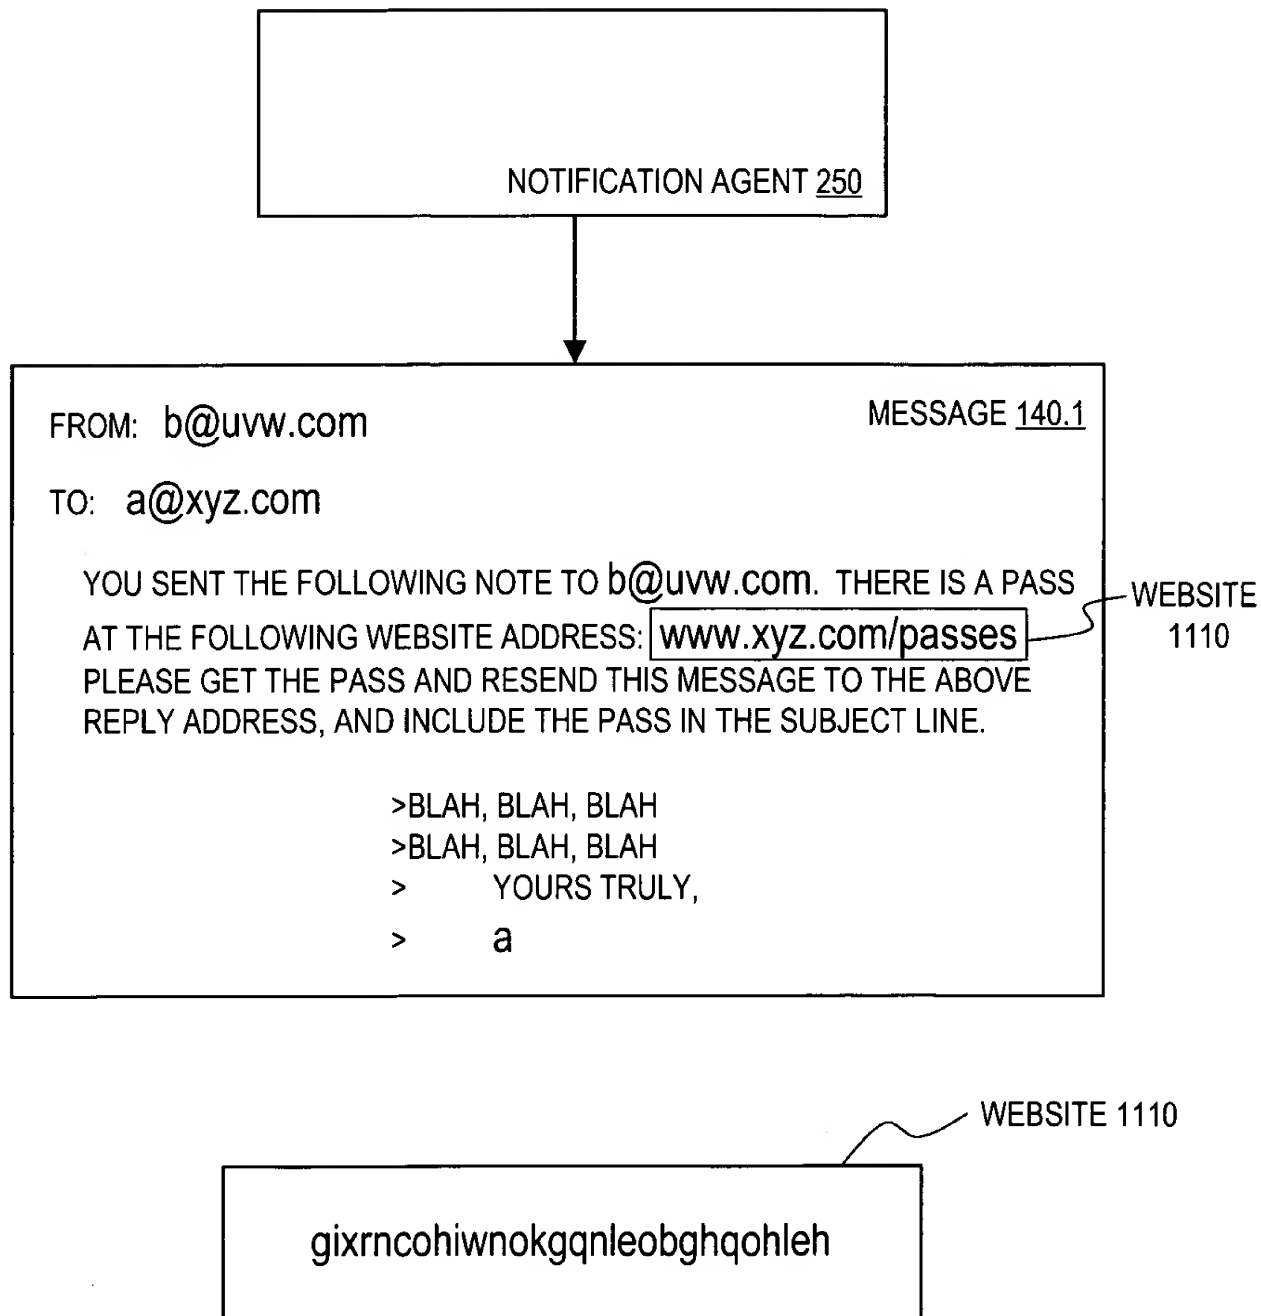 NOTIFICATION AGENT 250
FROM: b@uvw.com
MESSAGE 140.1
TO: a@xyz.com
YOU SENT THE FOLLOWING NOTE TO b@uvw.com. THERE IS A PASS
AT THE FOLLOWING WEBSITE ADDRESS: www.xyz.com/passes
PLEASE GET THE PASS AND RESEND THIS MESSAGE TO THE ABOVE
REPLY ADDRESS, AND INCLUDE THE PASS IN THE SUBJECT LINE.
WEBSITE
1110
>BLAH, BLAH, BLAH
>BLAH, BLAH, BLAH
> YOURS TRULY,
> a
WEBSITE 1110
gixrncohiwnokgqnleobghqohleh